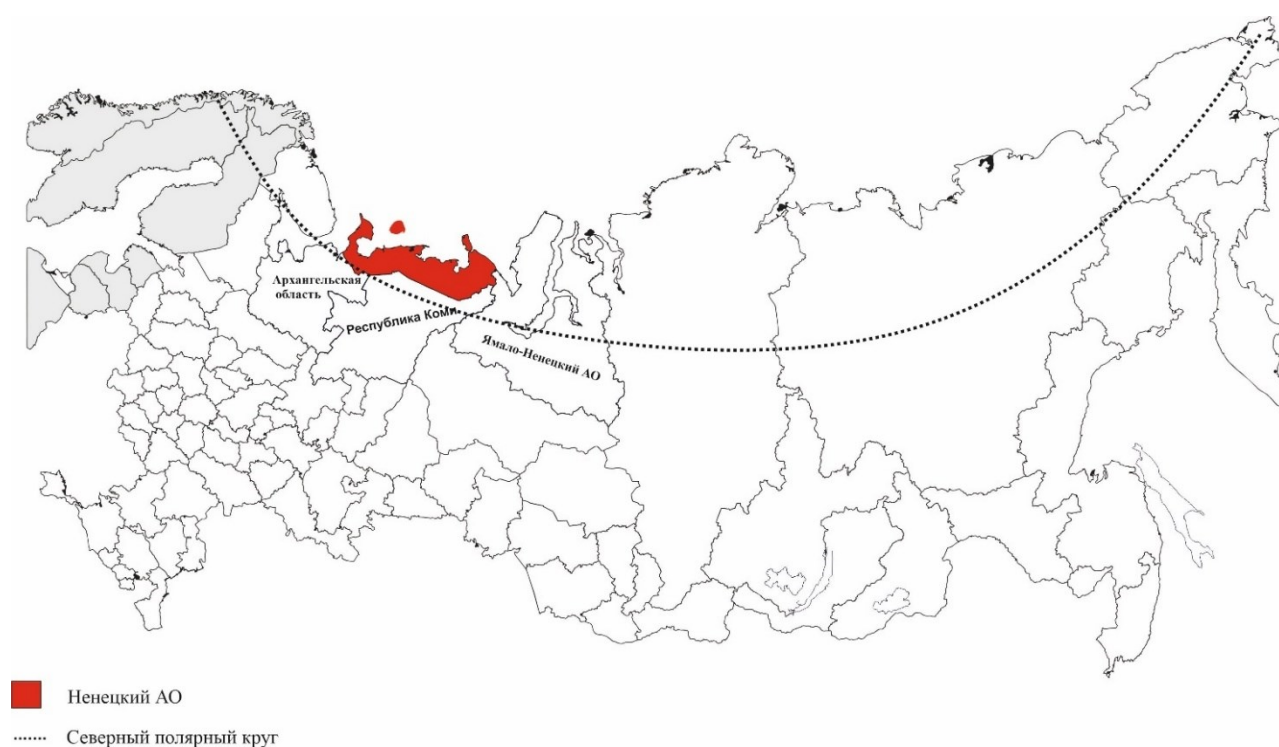 Архангельская
область
Республика Коми
Ямало-Ненецкий АО
Ненецкий АО
Северный полярный круг